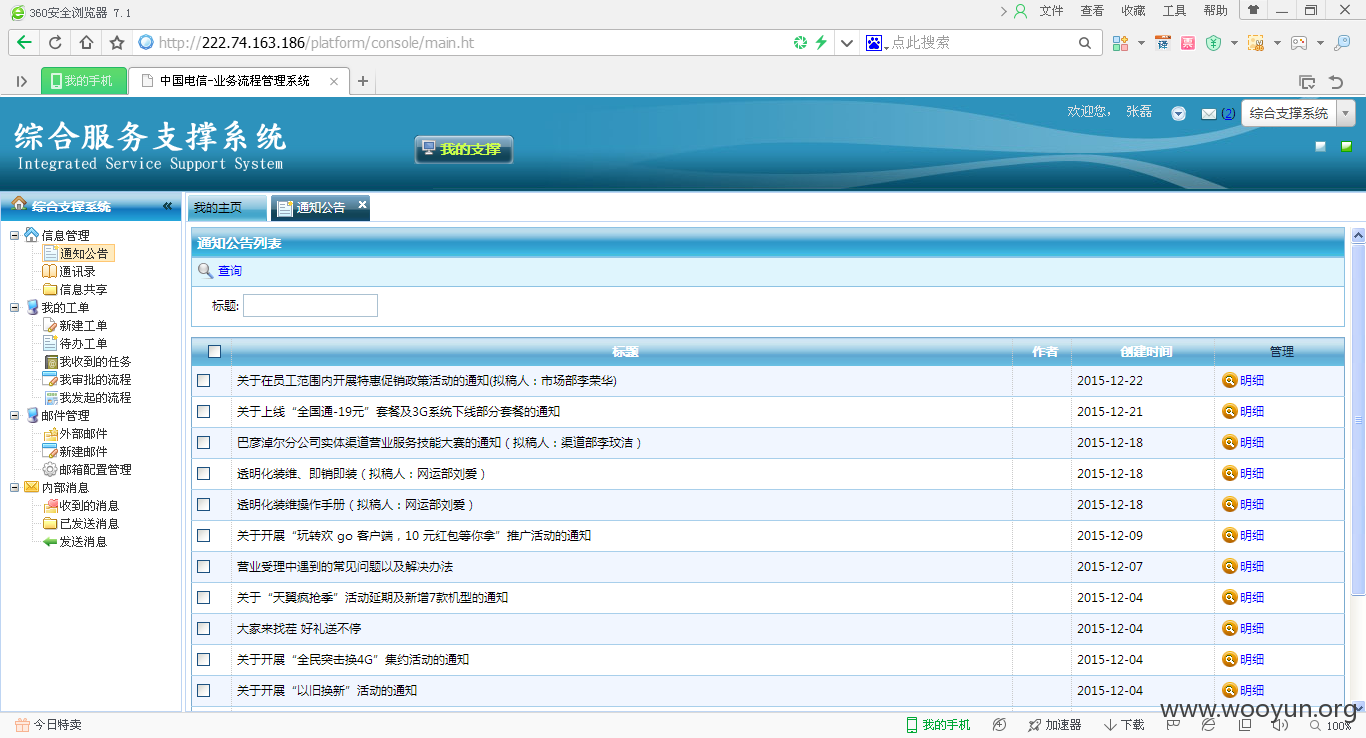 360安全浏览器 7.1
文件 查看 收藏 工具 帮助
http://222.74.163.186/platform/console/main.ht
点此搜索
我的手机
中国电信-业务流程管理系统
欢迎您， 张磊
(2)
综合支撑系统
综合服务支撑系统
Integrated Service Support System
我的支撑
综合支撑系统
信息管理
通知公告
通讯录
信息共享
我的工单
新建工单
待办工单
我收到的任务
我审批的流程
我发起的流程
邮件管理
外部邮件
新建邮件
邮箱配置管理
内部消息
收到的消息
已发送消息
发送消息
我的主页
通知公告
通知公告列表
查询
标题:
标题 作者 创建时间 管理
关于在员工范围内开展特惠促销政策活动的通知(拟稿人：市场部李荣华) 2015-12-22 明细
关于上线“全国通-19元”套餐及3G系统下线部分套餐的通知 2015-12-21 明细
巴彦淖尔分公司实体渠道营业服务技能大赛的通知（拟稿人：渠道部李玟洁） 2015-12-18 明细
透明化装维、即销即装（拟稿人：网运部刘爱） 2015-12-18 明细
透明化装维操作手册（拟稿人：网运部刘爱） 2015-12-18 明细
关于开展“玩转欢 go 客户端，10 元红包等你拿”推广活动的通知 2015-12-09 明细
营业受理中遇到的常见问题以及解决办法 2015-12-07 明细
关于“天翼疯抢季”活动延期及新增7款机型的通知 2015-12-04 明细
大家来找茬 好礼送不停 2015-12-04 明细
关于开展“全民突击换4G”集约活动的通知 2015-12-04 明细
关于开展“以旧换新”活动的通知 2015-12-04 明细
www.wooyun.org
今日特卖
我的手机
加速器
下载
100%